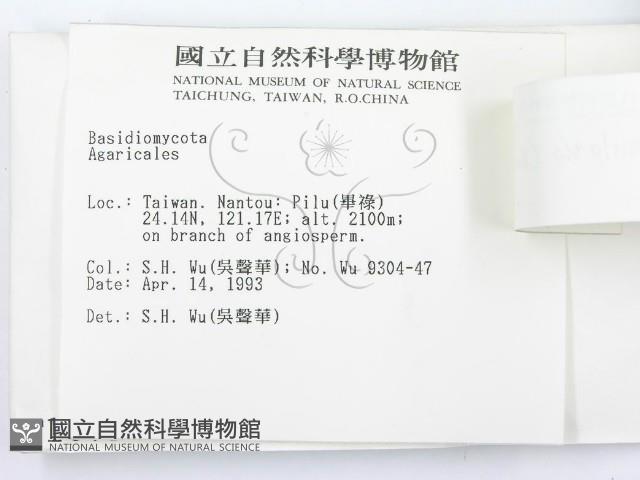 國立自然科學博物館
NATIONAL MUSEUM OF NATURAL SCIENCE
TAICHUNG, TAIWAN, R.O.CHINA
Basidiomycota
Agaricales
Loc.: Taiwan. Nantou: Pilu(畢祿)
24.14N, 121.17E; alt. 2100m;
on branch of angiosperm.
Col.: S.H. Wu(吳聲華); No. Wu 9304-47
Date: Apr. 14, 1993
Det.: S.H. Wu(吳聲華)
國立自然科學博物館
NATIONAL MUSEUM OF NATURAL SCIENCE